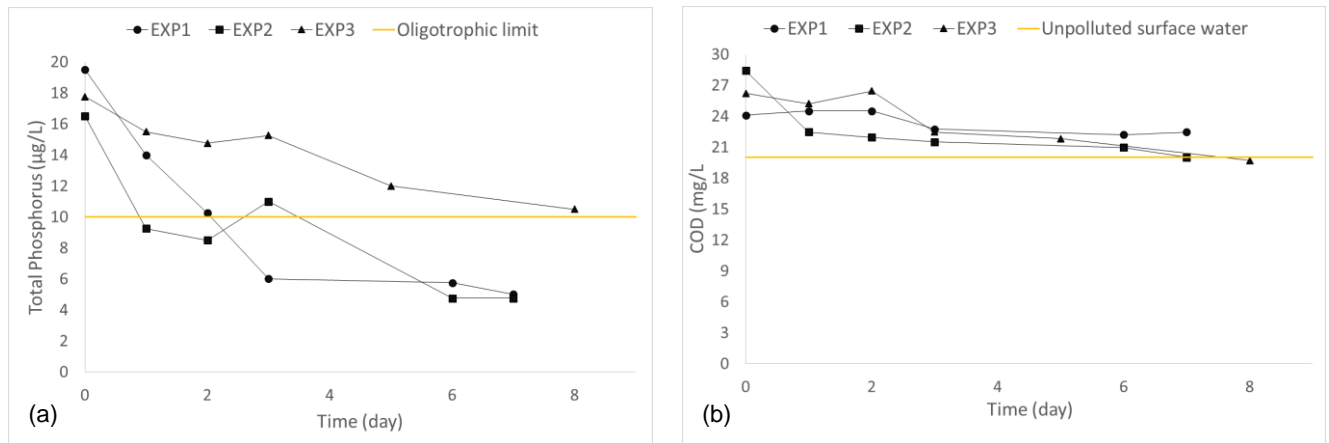 EXP1 EXP2 EXP3 Oligotrophic limit
Total Phosphorus (µg/L)
20
18
16
14
12
10
8
6
4
2
0
0 2 4 6 8
Time (day)
(a)
EXP1 EXP2 EXP3 Unpolluted surface water
COD (mg/L
30
27
24
21
18
15
12
9
6
3
0
0 2 4 6 8
Time (day)
(b)